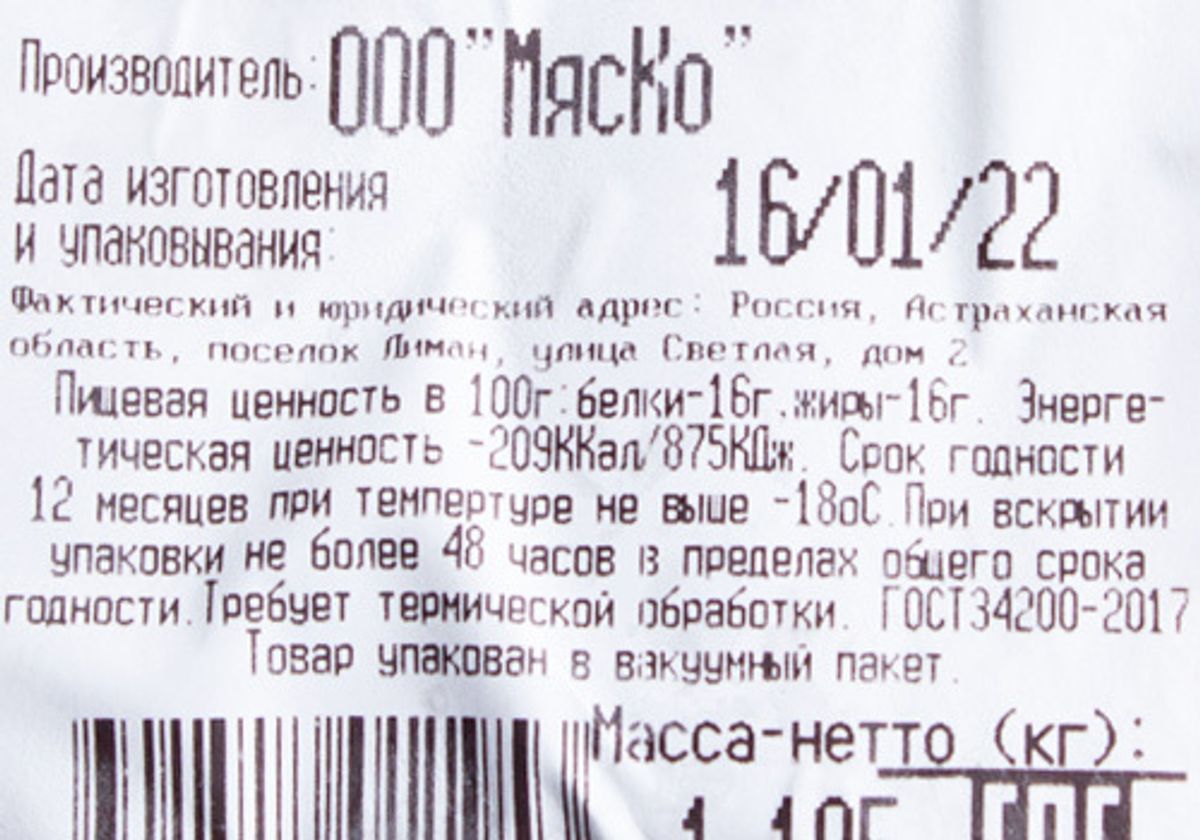 Производитель: ООО "МясКо"
Дата изготовления
и упаковывания: 16/01/22
Фактический и юридический адрес: Россия, Астраханская
область, поселок Лиман, улица Светлая, дом 2
Пищевая ценность в 100г:белки-16г.жиры-16г. Энерге-
тическая ценность -209ККал/875КДж. Срок годности
12 месяцев при темпертуре не выше -18оС.При вскрытии
упаковки не более 48 часов в пределах общего срока
годности.Требует термической обработки. ГОСТ34200-2017
Товар упакован в вакуумный пакет.
Масса-нетто (кг):